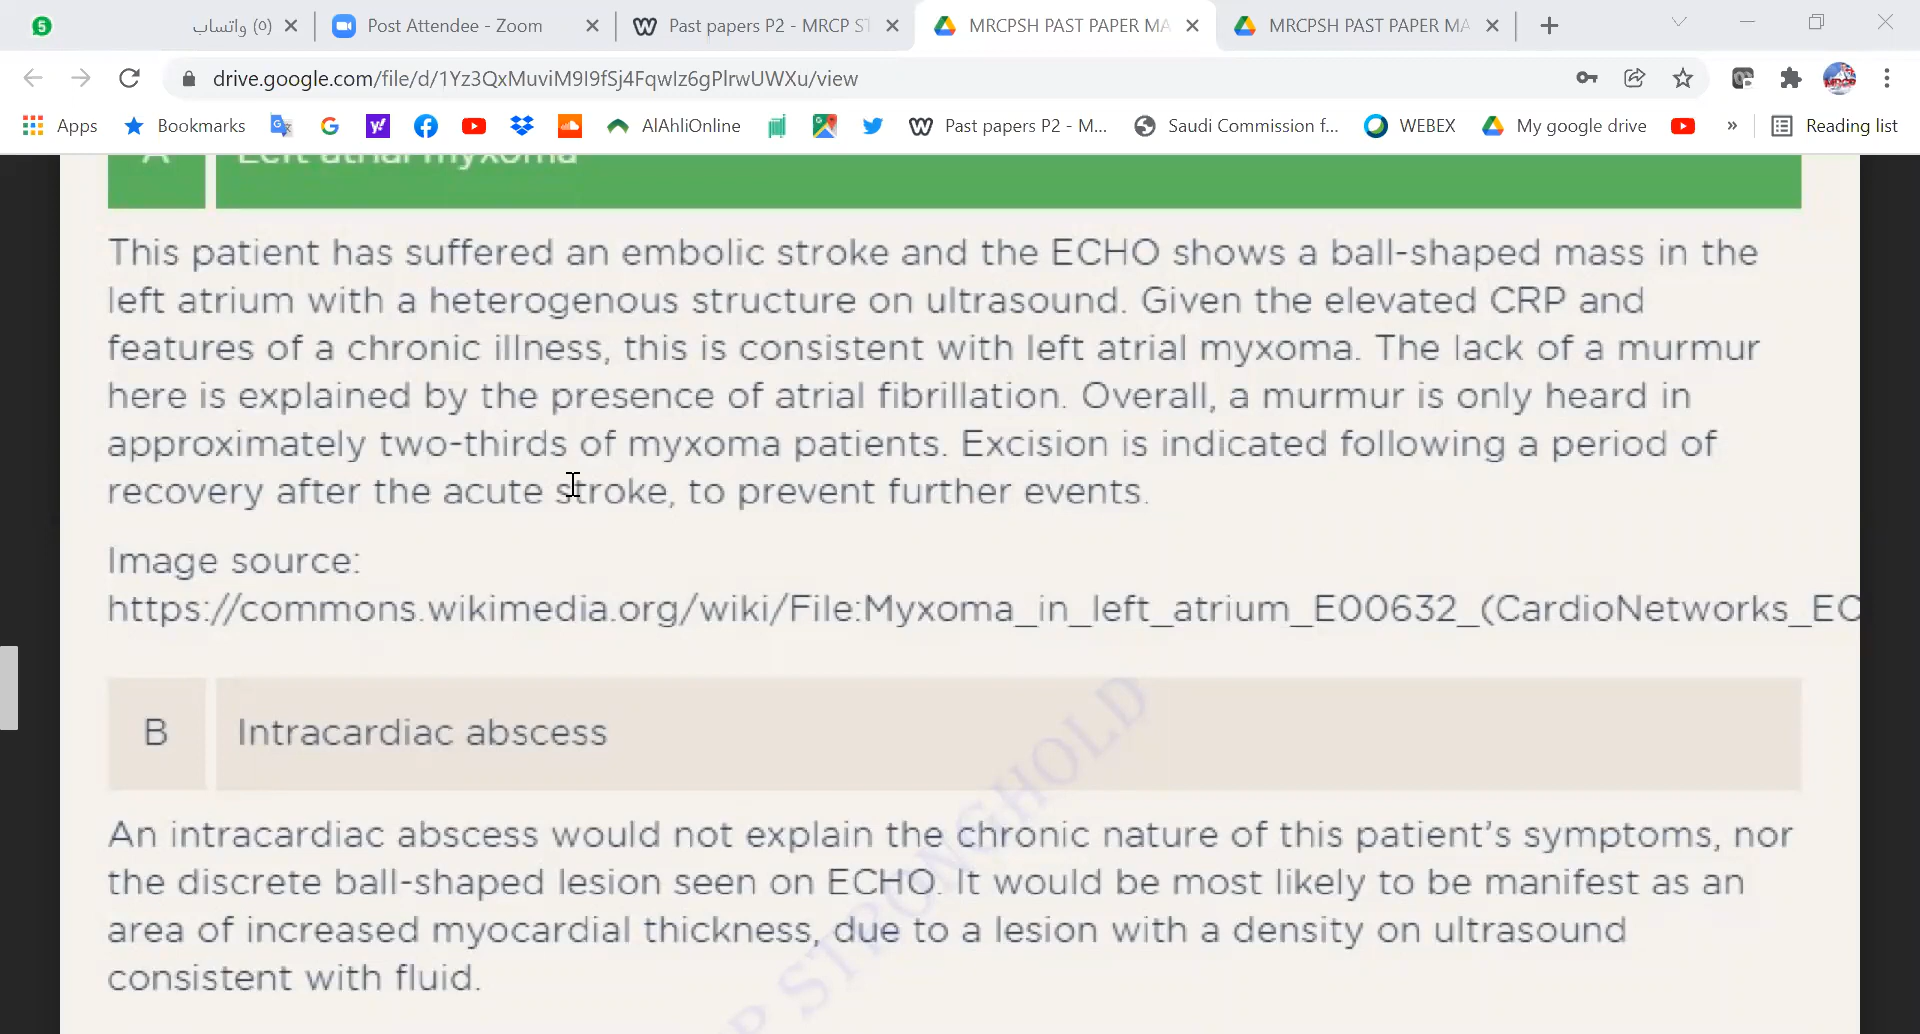 واتساب (٥)
Post Attendee - Zoom
Past papers P2 - MRCP ST
MRCPSH PAST PAPER MA
MRCPSH PAST PAPER MA
drive.google.com/file/d/1Yz3QxMuviM9I9fSj4FqwIz6gPlrwUWXu/view
Apps
Bookmarks
AlAhliOnline
Past papers P2 - M...
Saudi Commission f...
WEBEX
My google drive
»
Reading list
A Left atrial myxoma
This patient has suffered an embolic stroke and the ECHO shows a ball-shaped mass in the
left atrium with a heterogenous structure on ultrasound. Given the elevated CRP and
features of a chronic illness, this is consistent with left atrial myxoma. The lack of a murmur
here is explained by the presence of atrial fibrillation. Overall, a murmur is only heard in
approximately two-thirds of myxoma patients. Excision is indicated following a period of
recovery after the acute stroke, to prevent further events.
Image source:
https://commons.wikimedia.org/wiki/File:Myxoma_in_left_atrium_E00632_(CardioNetworks_EC
B Intracardiac abscess
An intracardiac abscess would not explain the chronic nature of this patient's symptoms, nor
the discrete ball-shaped lesion seen on ECHO. It would be most likely to be manifest as an
area of increased myocardial thickness, due to a lesion with a density on ultrasound
consistent with fluid.
P STRONGHOLD